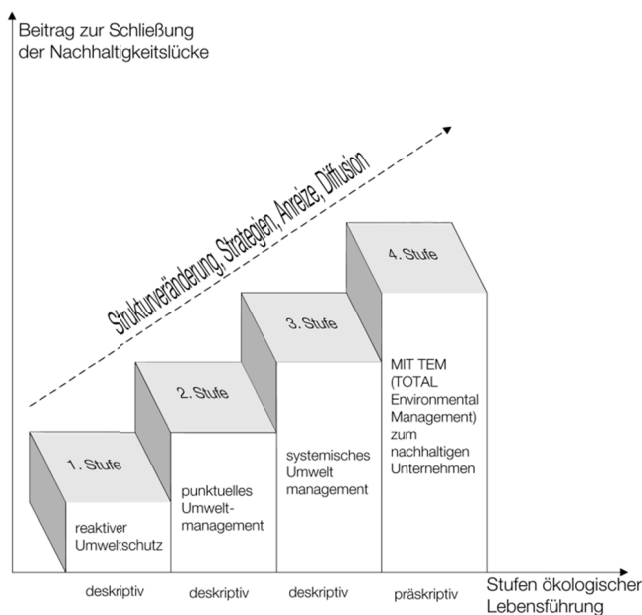 Beitrag zur Schließung
der Nachhaltigkeitslücke
Strukturveränderung, Strategien, Anreize, Diffusion
4. Stufe
3. Stufe
2. Stufe
1. Stufe
MIT TEM
(TOTAL
Environmental
Management)
zum
nachhaltigen
Unternehmen
systemisches
Umwelt
management
punktuelles
Umwelt-
management
reaktiver
Umweltschutz
deskriptiv
deskriptiv
deskriptiv
präskriptiv
Stufen ökologischer
Lebensführung